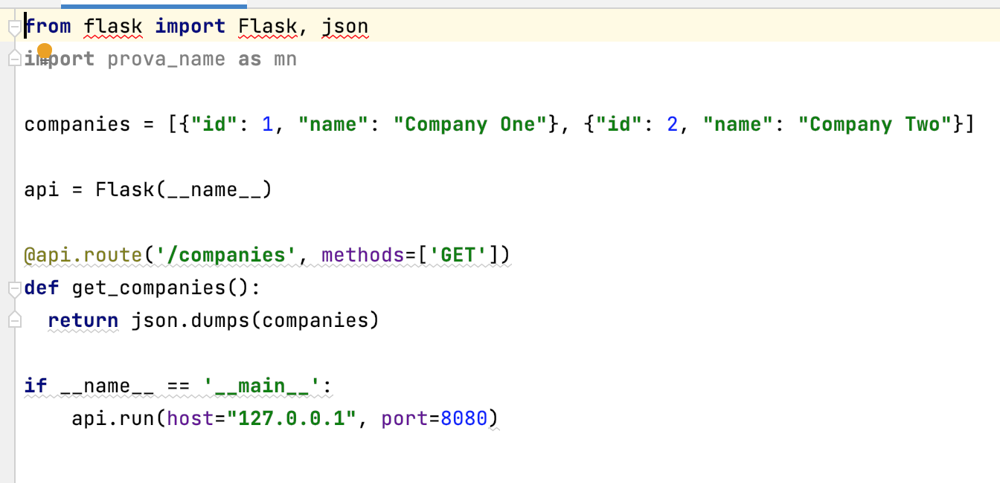 from flask import Flask, json
import prova_name as mn
companies = [{"id": 1, "name": "Company One"}, {"id": 2, "name": "Company Two"}]
api = Flask(__name__)
@api.route('/companies', methods=['GET'])
def get_companies():
  return json.dumps(companies)
if __name__ == '__main__':
    api.run(host="127.0.0.1", port=8080)